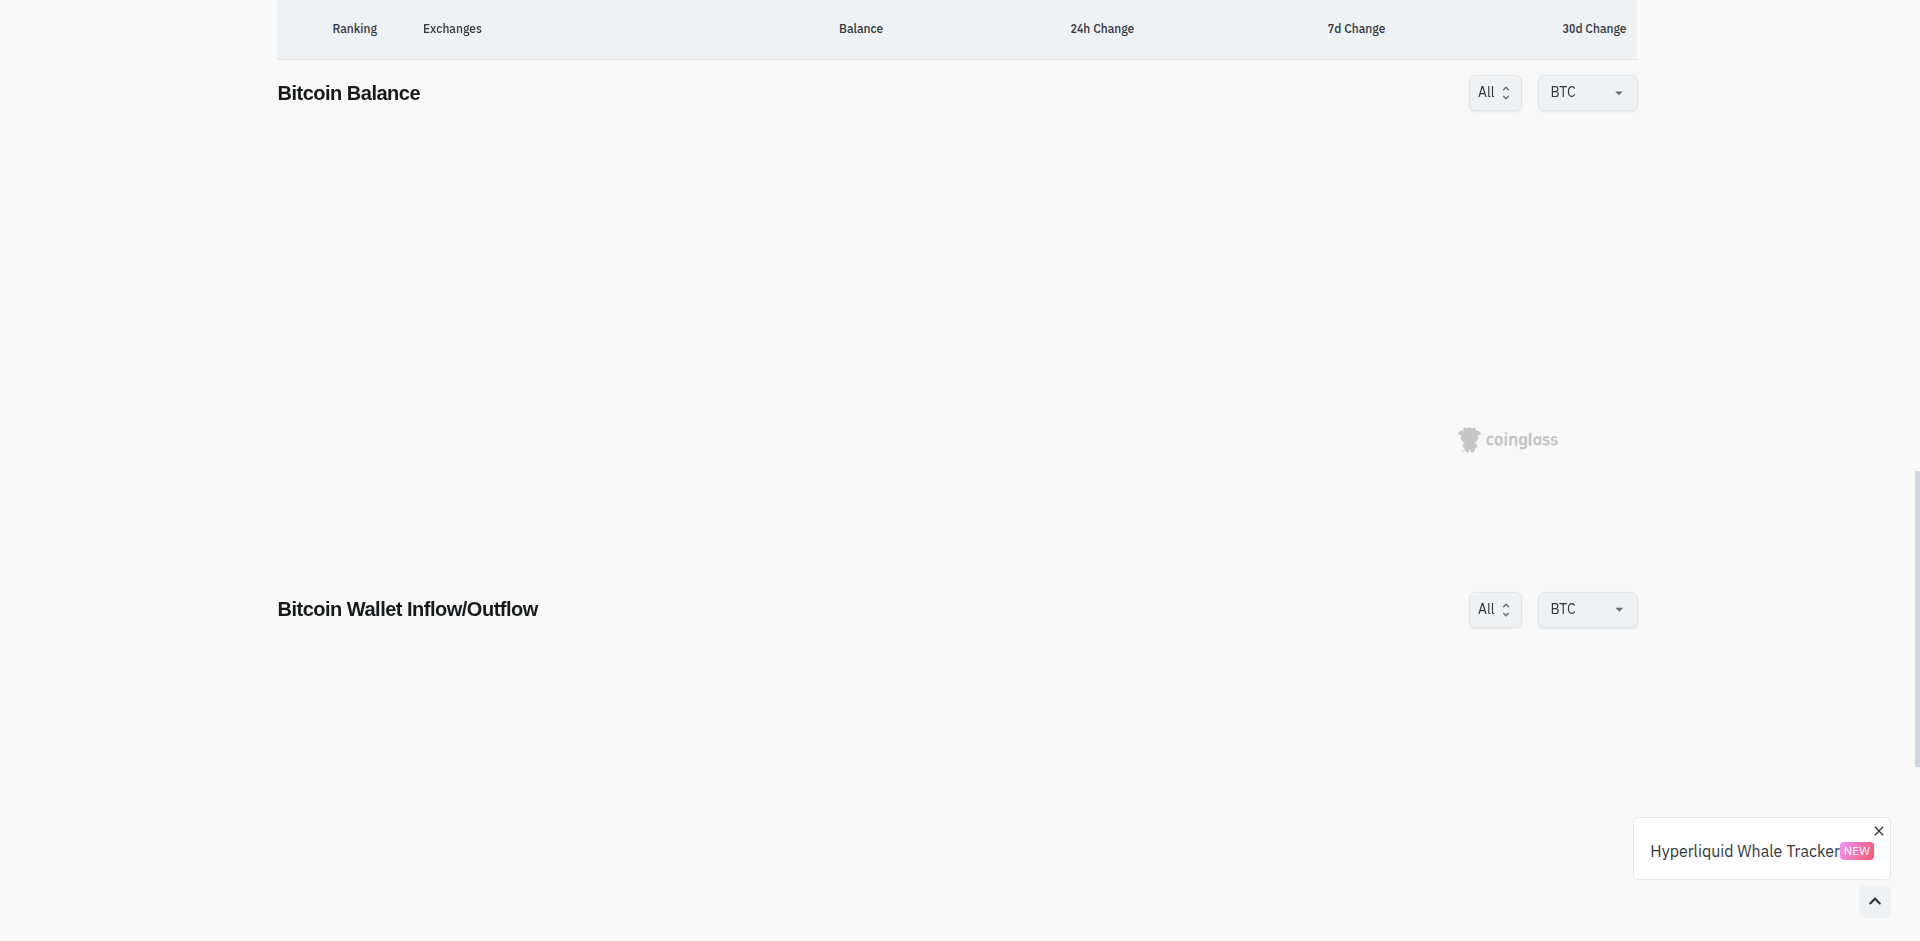 Ranking Exchanges Balance 24h Change 7d Change 30d Change
Bitcoin Balance All BTC
coinglass
Bitcoin Wallet Inflow/Outflow All BTC
Hyperliquid Whale Tracker NEW